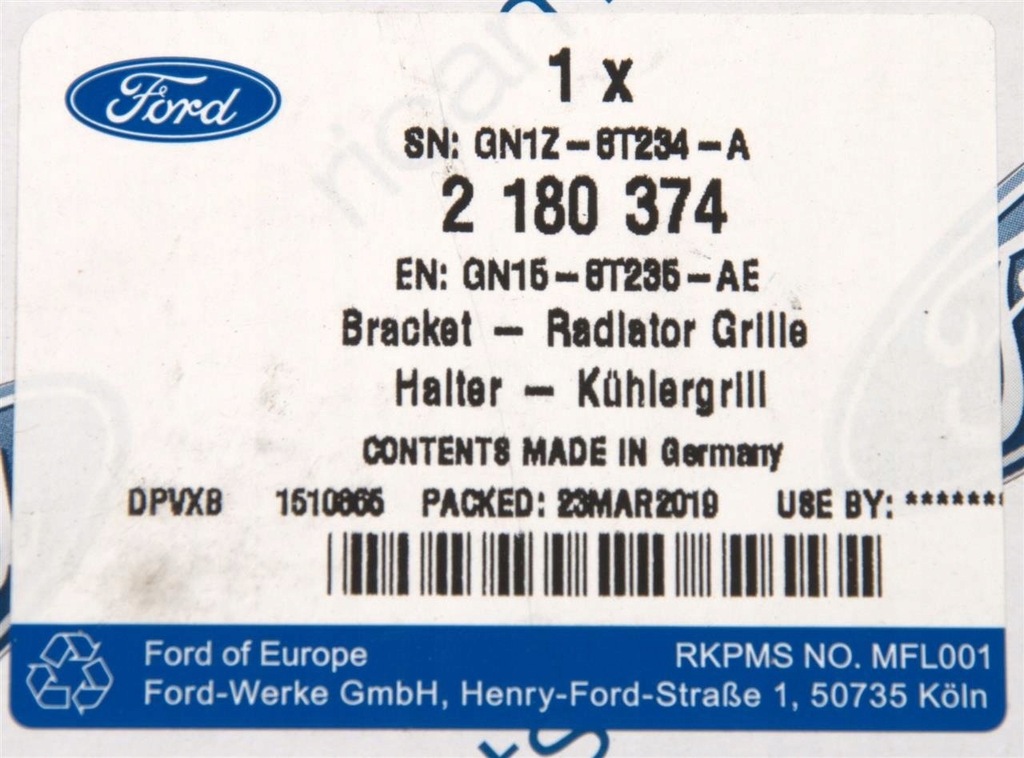 Ford
1 x
SN: GN1Z-8T234-A
2 180 374
EN: GN15-8T235-AE
Bracket - Radiator Grille
Halter - Kühlergrill
CONTENTS MADE IN Germany
DPVXB 1510865 PACKED: 23MAR2019 USE BY: *******
Ford of Europe RKPMS NO. MFL001
Ford-Werke GmbH, Henry-Ford-Straße 1, 50735 Köln